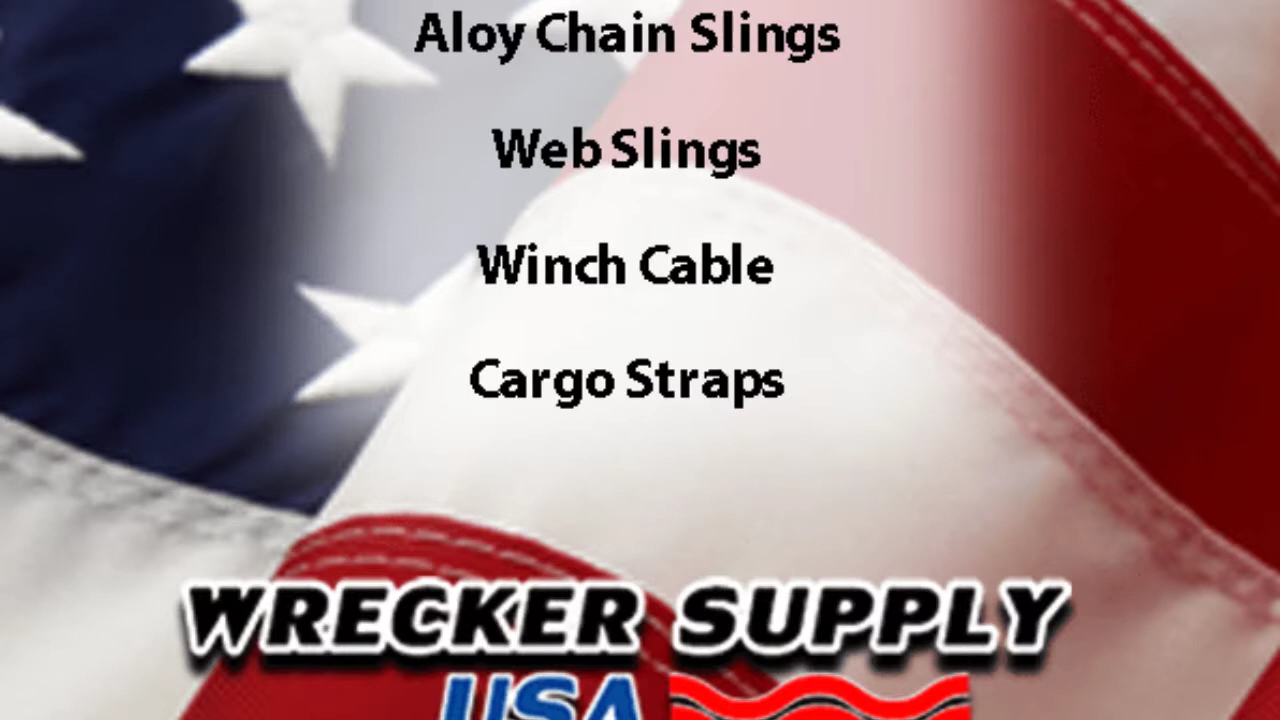 Aloy Chain Slings
Web Slings
Winch Cable
Cargo Straps
WRECKER SUPPLY
USA